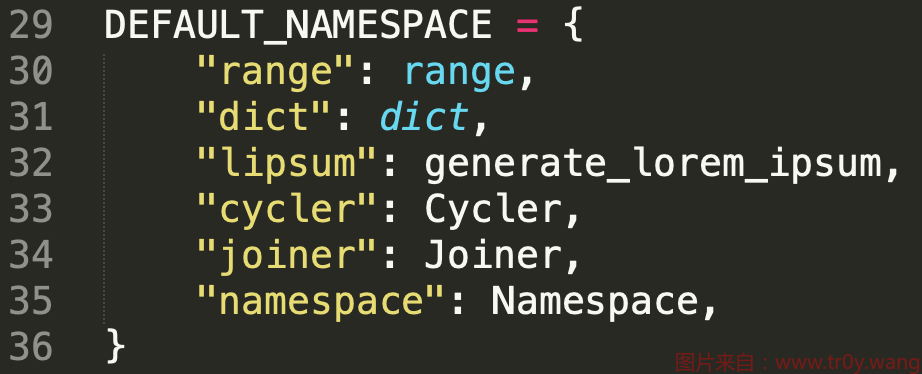 29 DEFAULT_NAMESPACE = {
30 "range": range,
31 "dict": dict,
32 "lipsum": generate_lorem_ipsum,
33 "cycler": Cycler,
34 "joiner": Joiner,
35 "namespace": Namespace,
36 }
图片来自：www.tr0y.wang